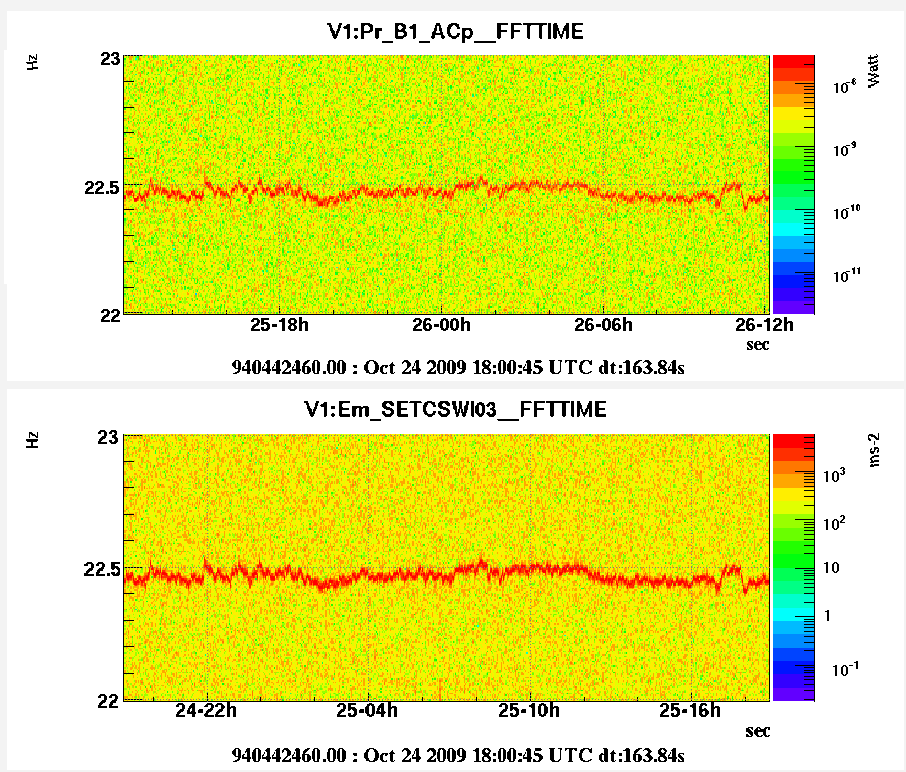 V1:Pr_B1_ACp__FFTTIME
Hz
23
22.5
22
Watt
10-8
10-9
10-10
10-11
25-18h 26-00h 26-06h 26-12h
sec
940442460.00 : Oct 24 2009 18:00:45 UTC dt:163.84s
V1:Em_SETCSWI03__FFTTIME
Hz
23
22.5
22
ms-2
103
102
10
1
10-1
24-22h 25-04h 25-10h 25-16h
sec
940442460.00 : Oct 24 2009 18:00:45 UTC dt:163.84s